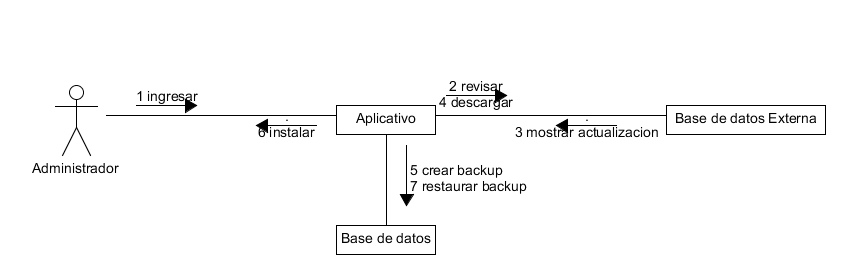 1 ingresar
2 revisar
4 descargar
Aplicativo
Base de datos Externa
6 instalar
3 mostrar actualizacion
Administrador
5 crear backup
7 restaurar backup
Base de datos